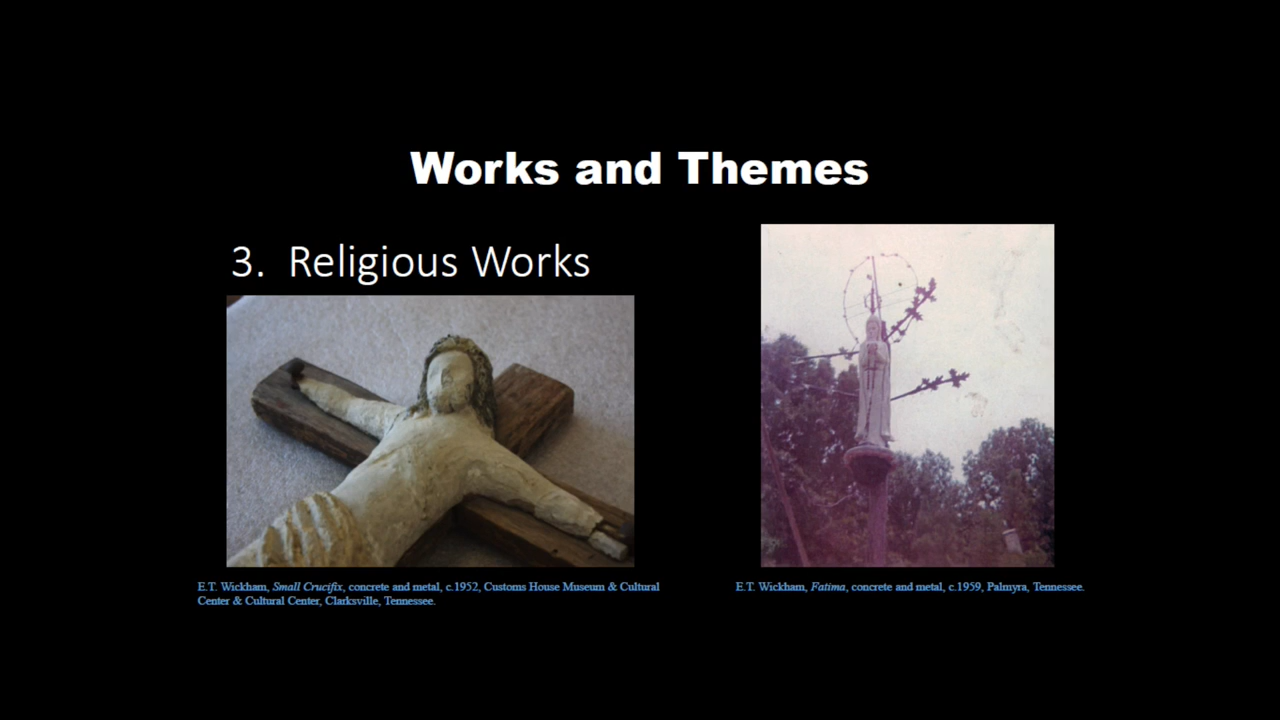 Works and Themes
3. Religious Works
E.T. Wickham, Small Crucifix, concrete and metal, c.1952, Customs House Museum & Cultural
Center & Cultural Center, Clarksville, Tennessee.
E.T. Wickham, Fatima, concrete and metal, c.1959, Palmyra, Tennessee.